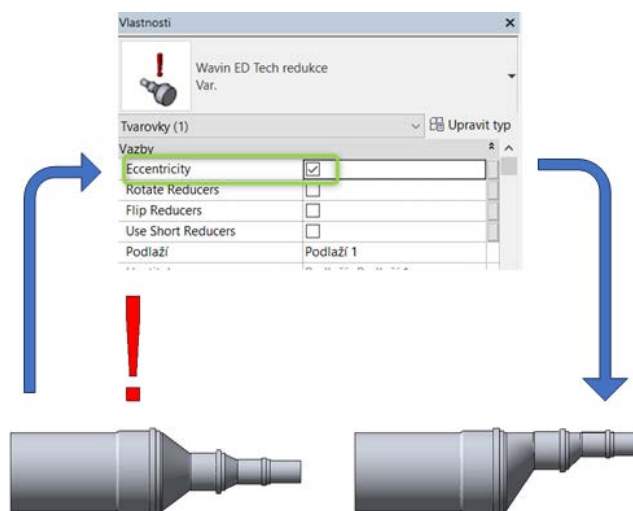 Vlastnosti
Wavin ED Tech redukce
Var.
Tvarovky (1) Upravit typ
Vazby
Eccentricity
Rotate Reducers
Flip Reducers
Use Short Reducers
Podlaží Podlaží 1
!